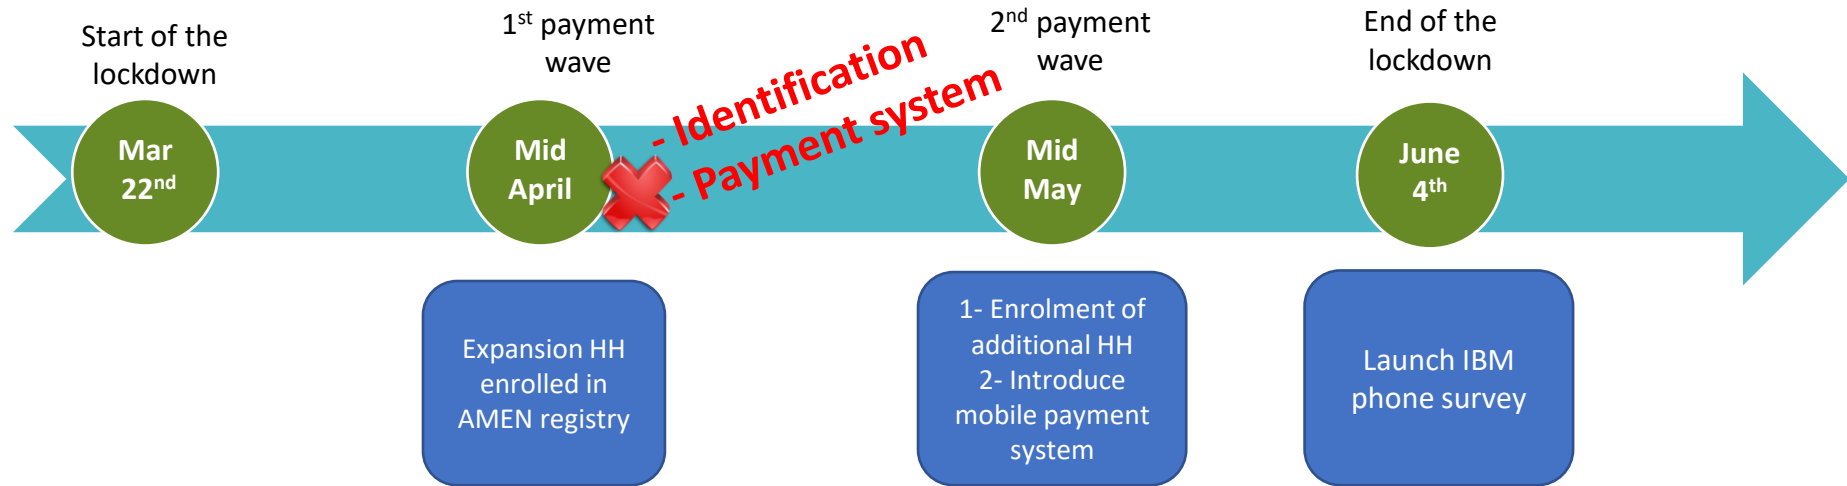 Start of the
lockdown
1st payment
wave
2nd payment
wave
End of the
lockdown
Mar
22nd
Mid
April
- Identification
- Payment system
Mid
May
June
4th
Expansion HH
enrolled in
AMEN registry
1- Enrolment of
additional HH
2- Introduce
mobile payment
system
Launch IBM
phone survey